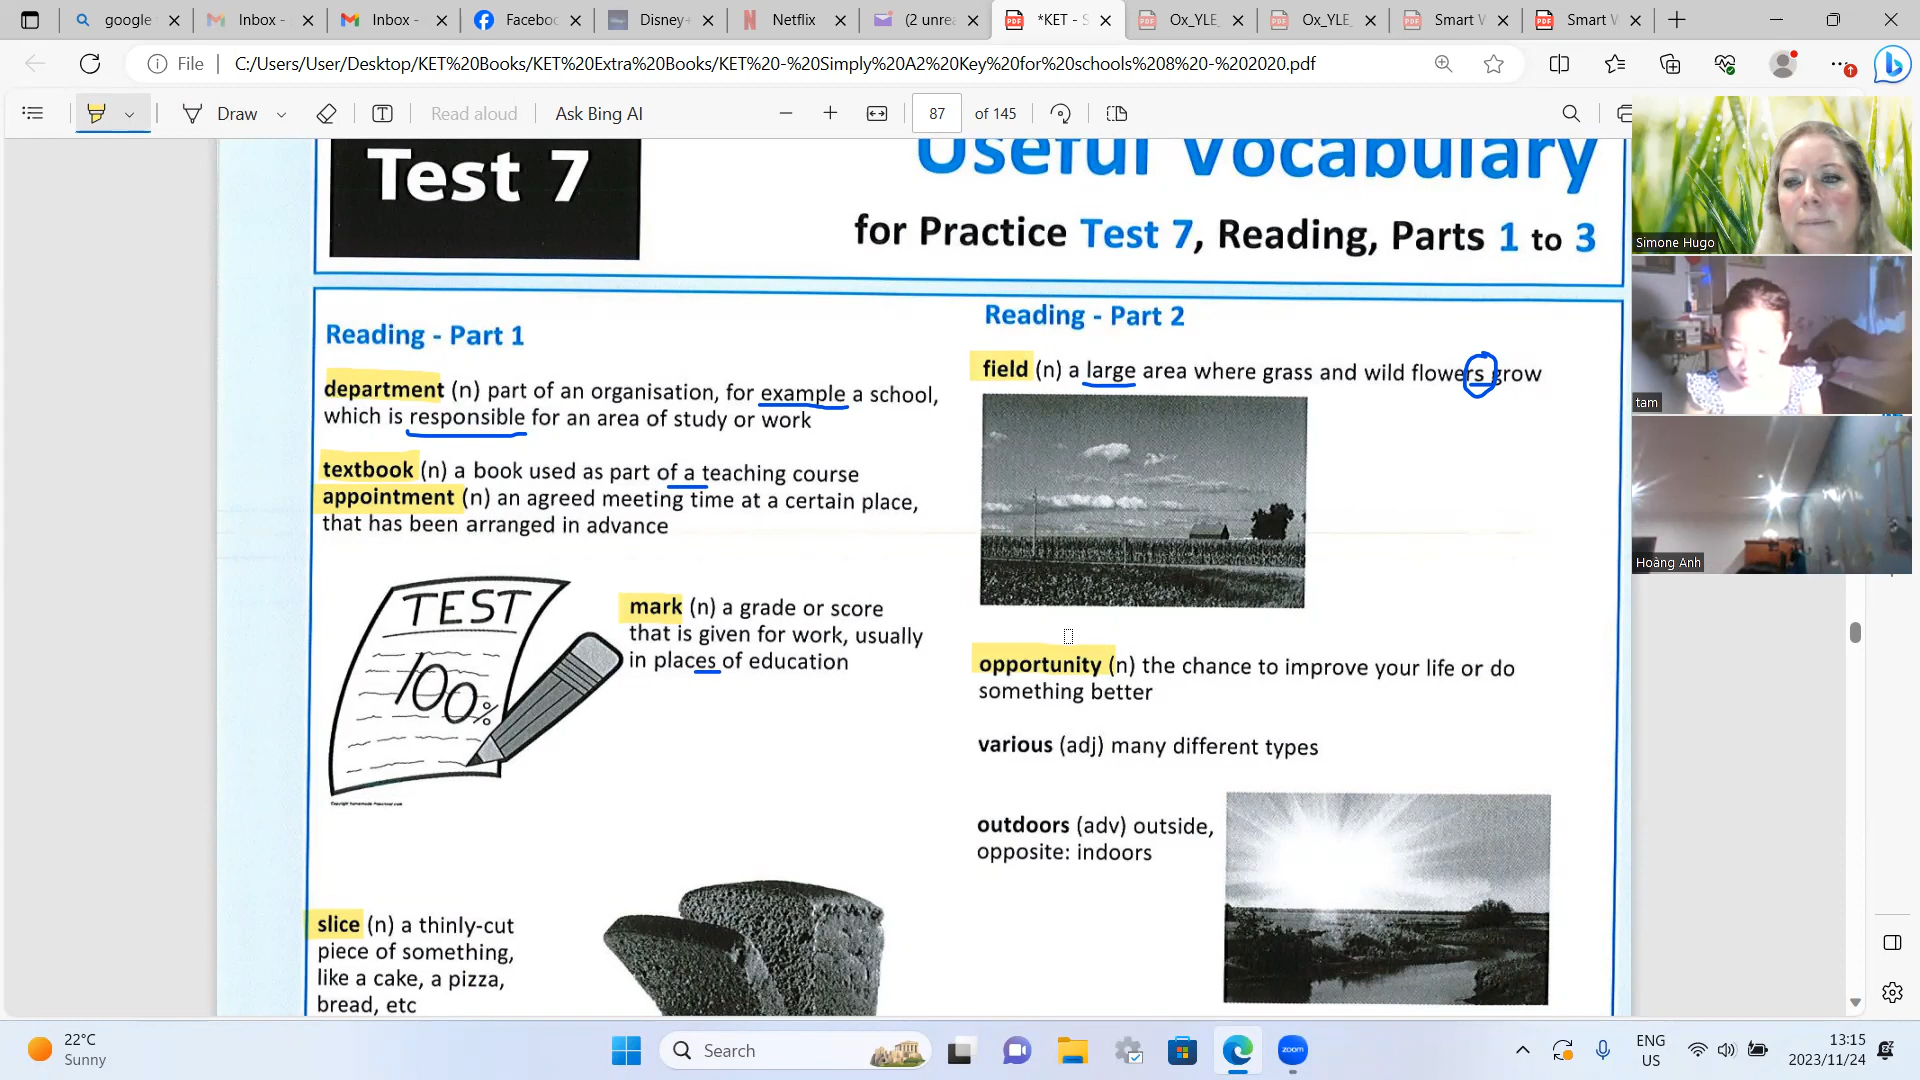 google
Inbox -
Inbox -
Faceboo
Disney+
Netflix
(2 unrea
*KET - S
Ox_YLE_
Ox_YLE_
Smart W
Smart W
File
C:/Users/User/Desktop/KET%20Books/KET%20Extra%20Books/KET%20-%20Simply%20A2%20Key%20for%20schools%208%20-%202020.pdf
Draw
Read aloud
Ask Bing AI
87
of 145
Test 7
Useful Vocabulary
for Practice Test 7, Reading, Parts 1 to 3
Reading - Part 1
department (n) part of an organisation, for example a school,
which is responsible for an area of study or work
textbook (n) a book used as part of a teaching course
appointment (n) an agreed meeting time at a certain place,
that has been arranged in advance
TEST
100%
mark (n) a grade or score
that is given for work, usually
in places of education
slice (n) a thinly-cut
piece of something,
like a cake, a pizza,
bread, etc
Reading - Part 2
field (n) a large area where grass and wild flowers grow
opportunity (n) the chance to improve your life or do
something better
various (adj) many different types
outdoors (adv) outside,
opposite: indoors
Simone Hugo
tam
Hoàng Anh
22°C
Sunny
Search
zoom
ENG
US
13:15
2023/11/24